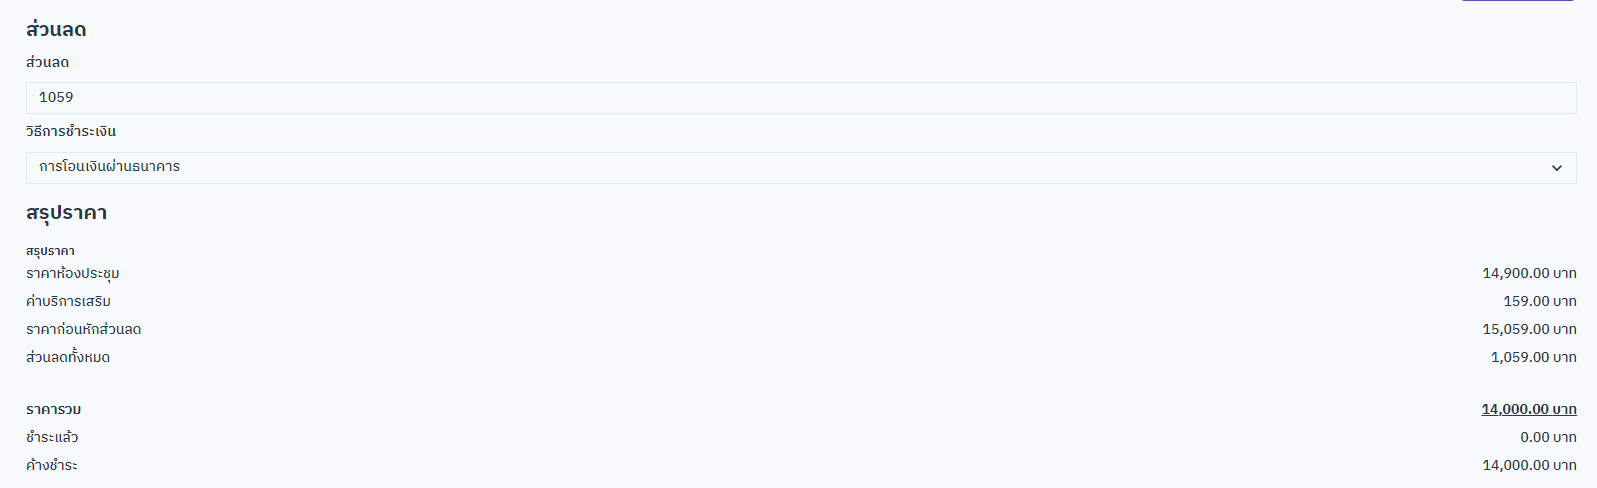 ส่วนลด
ส่วนลด
1059
วิธีการชำระเงิน
การโอนเงินผ่านธนาคาร
สรุปราคา
สรุปราคา
ราคาห้องประชุม 14,900.00 บาท
ค่าบริการเสริม 159.00 บาท
ราคาก่อนหักส่วนลด 15,059.00 บาท
ส่วนลดทั้งหมด 1,059.00 บาท
ราคารวม 14,000.00 บาท
ชำระแล้ว 0.00 บาท
ค้างชำระ 14,000.00 บาท